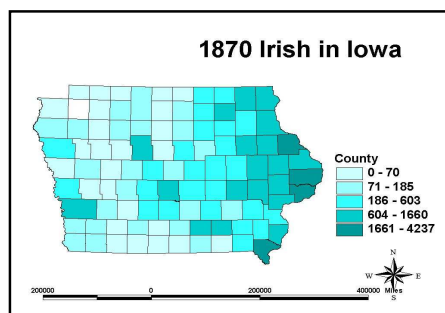 1870 Irish in Iowa
County
0 - 70
71 - 185
186 - 603
604 - 1660
1661 - 4237
N
W E
S
200000 0 200000 400000 Miles